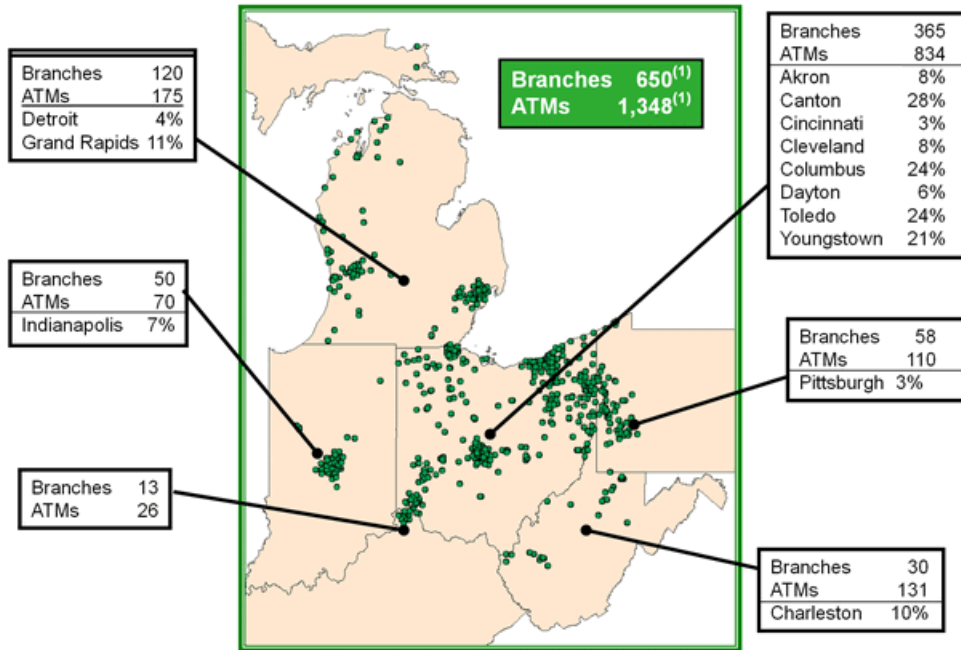 Branches 650(1)
ATMs 1,348(1)
Branches 120
ATMs 175
Detroit 4%
Grand Rapids 11%
Branches 365
ATMs 834
Akron 8%
Canton 28%
Cincinnati 3%
Cleveland 8%
Columbus 24%
Dayton 6%
Toledo 24%
Youngstown 21%
Branches 50
ATMs 70
Indianapolis 7%
Branches 58
ATMs 110
Pittsburgh 3%
Branches 13
ATMs 26
Branches 30
ATMs 131
Charleston 10%